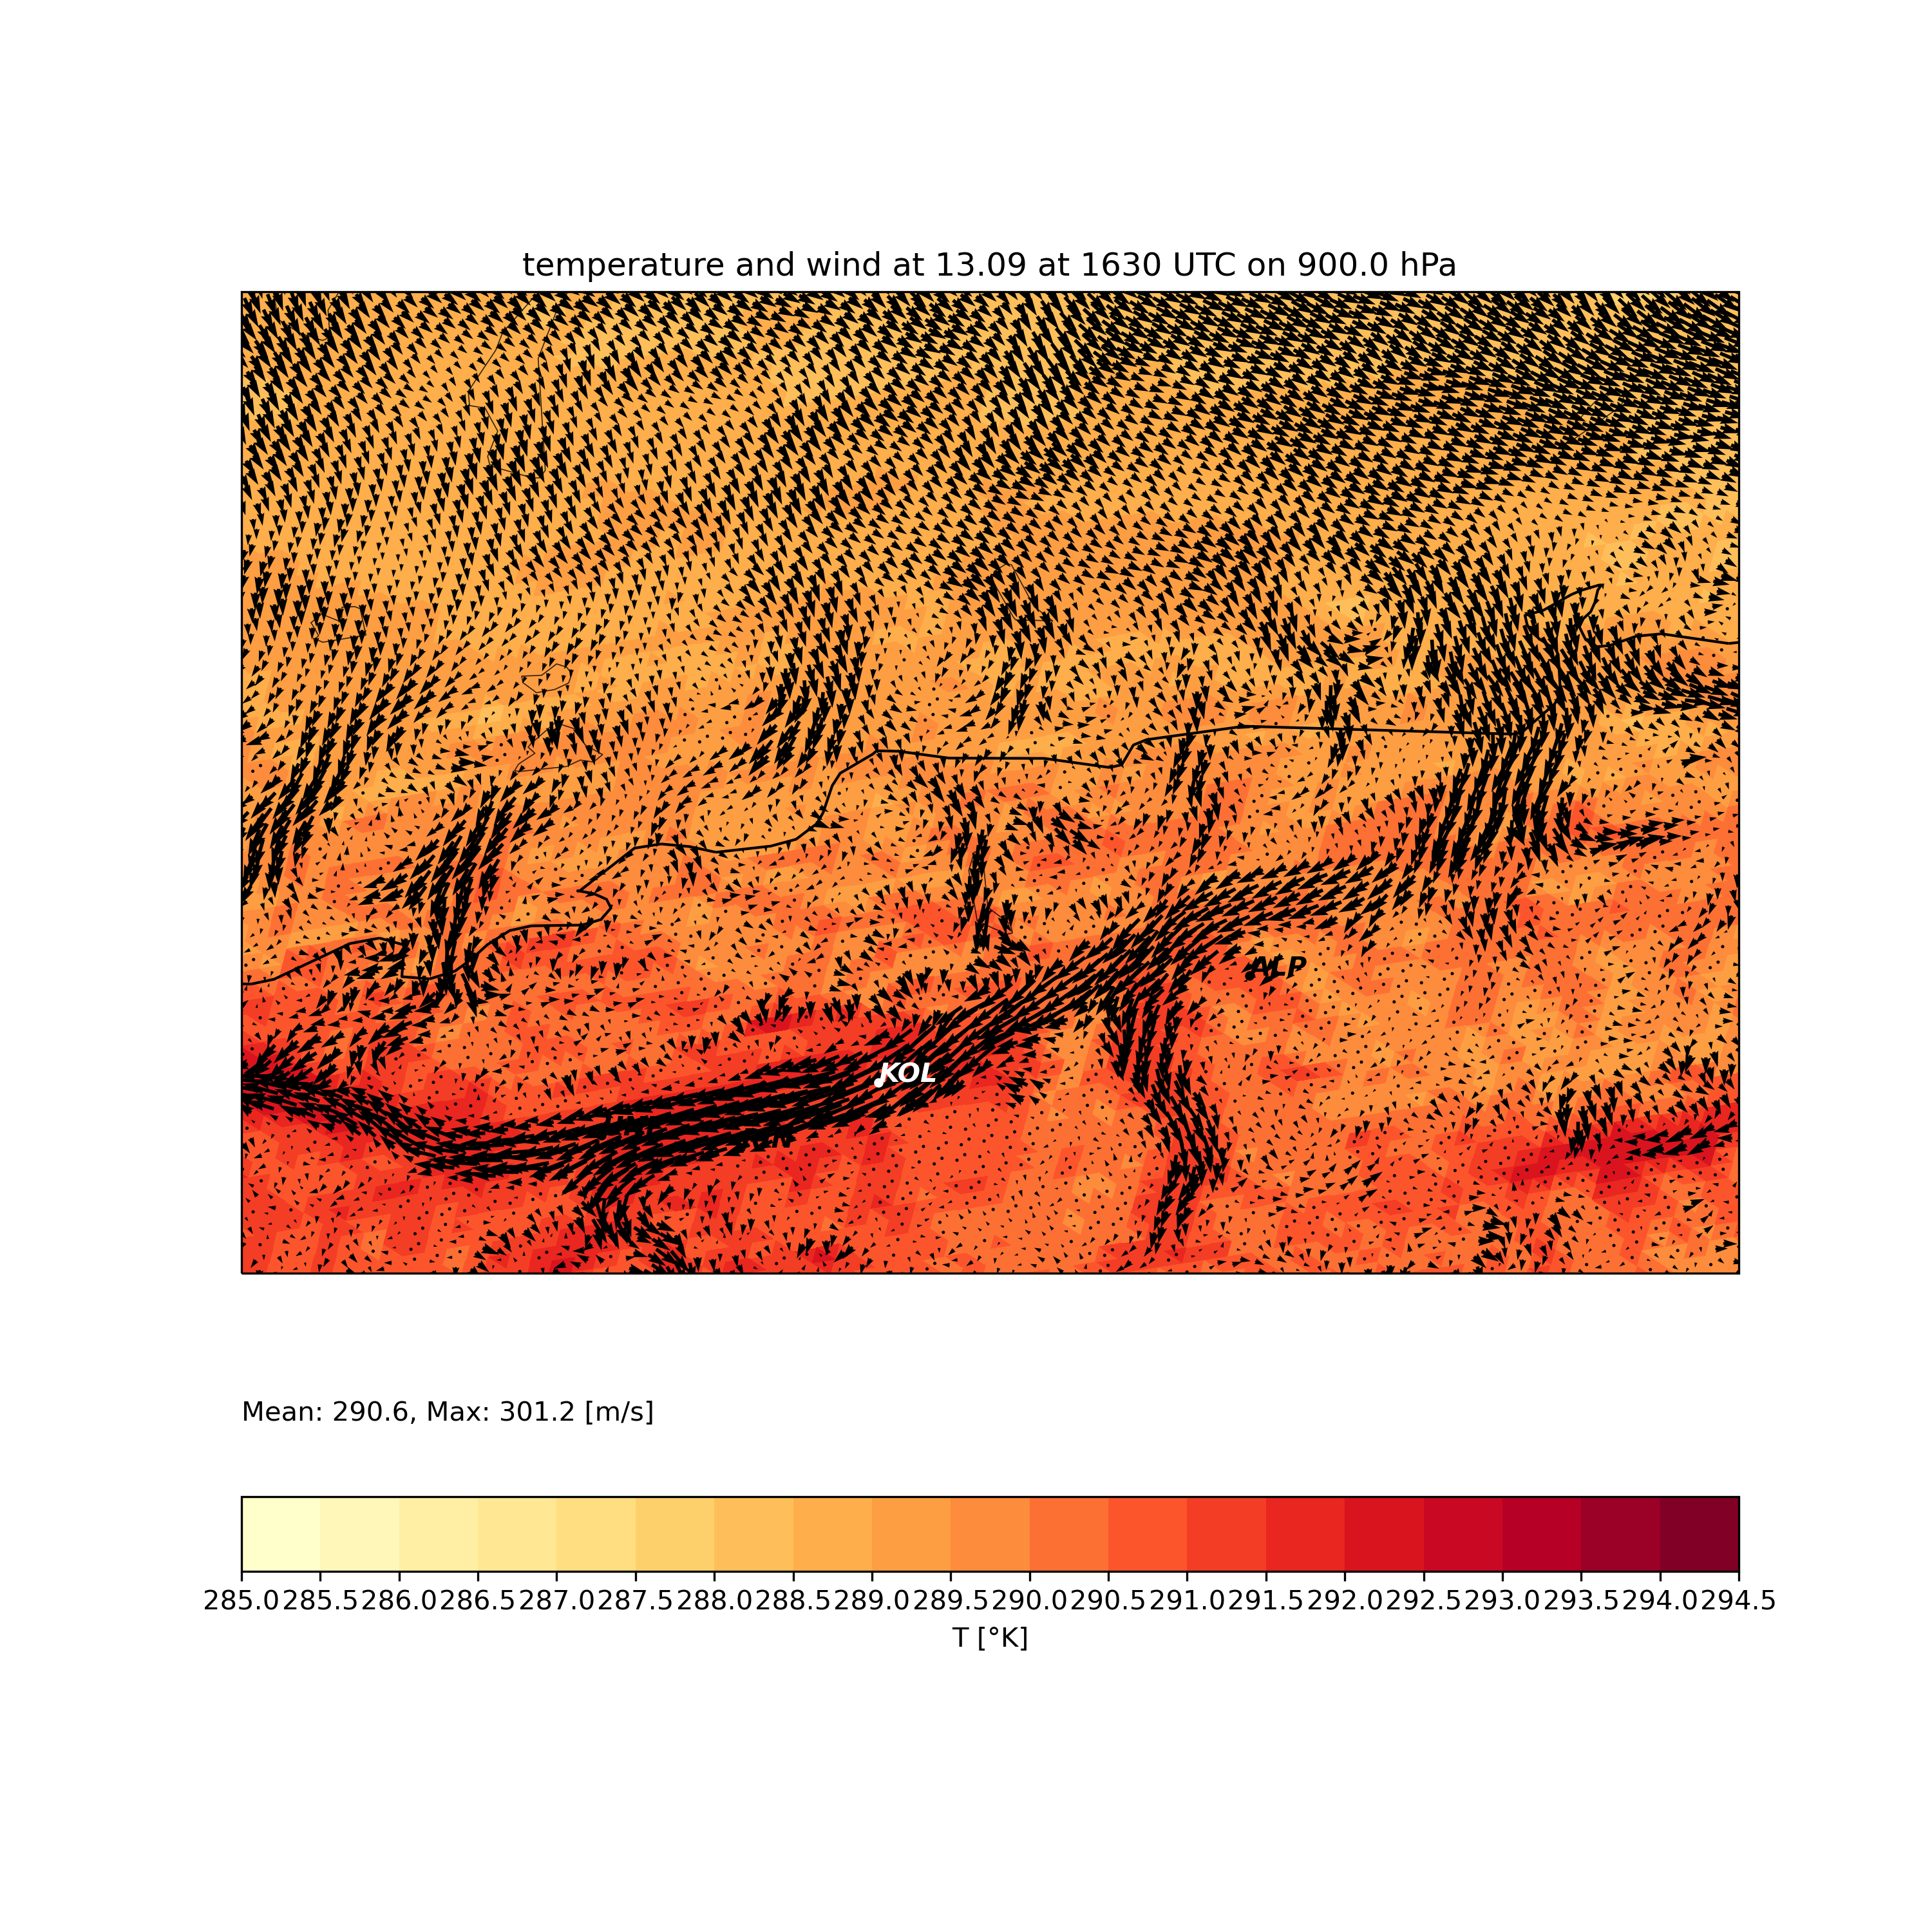 temperature and wind at 13.09 at 1630 UTC on 900.0 hPa
ALP
KOL
Mean: 290.6, Max: 301.2 [m/s]
285.0 285.5 286.0 286.5 287.0 287.5 288.0 288.5 289.0 289.5 290.0 290.5 291.0 291.5 292.0 292.5 293.0 293.5 294.0 294.5
T [°K]